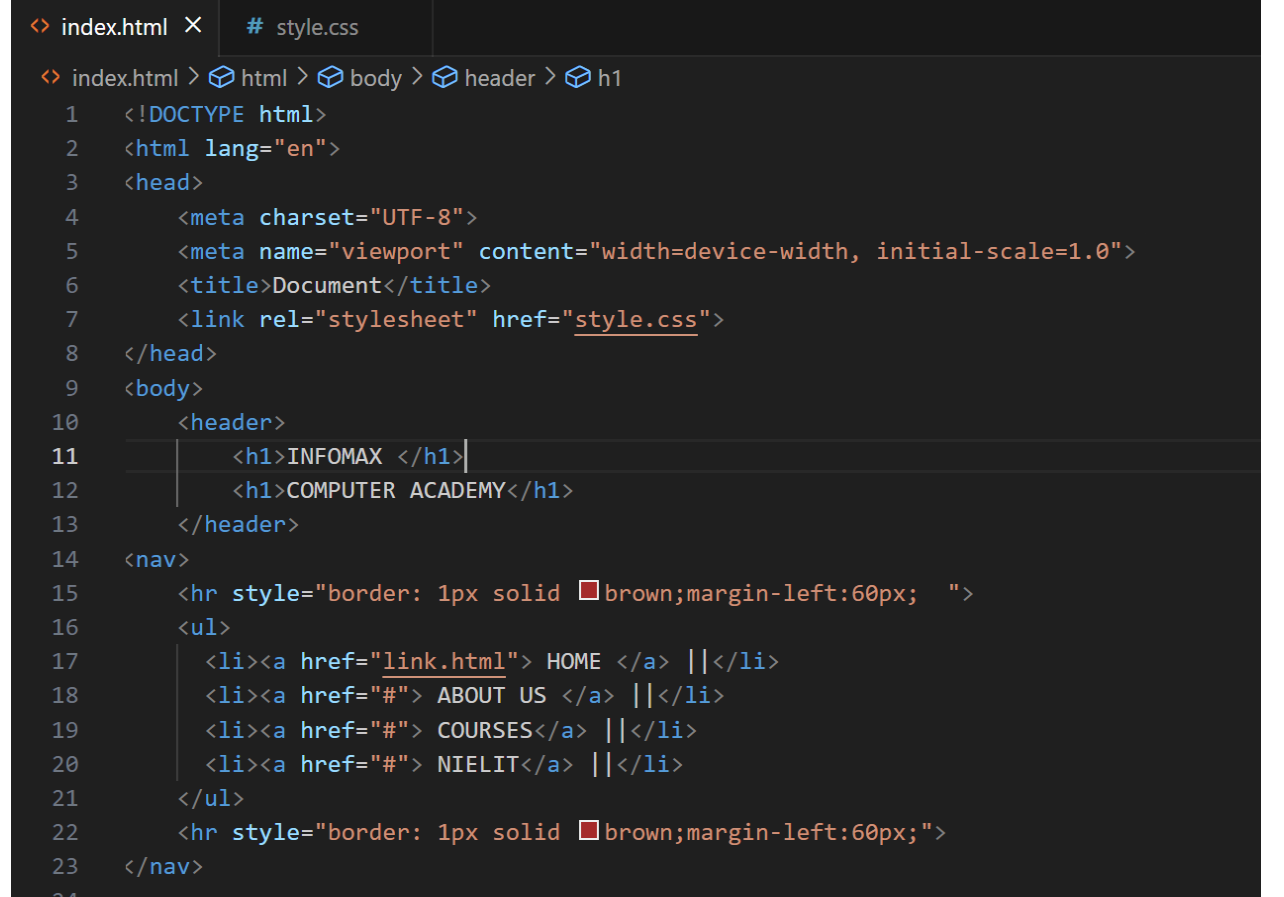 index.html × # style.css
index.html > html > body > header > h1
1 <!DOCTYPE html>
2 <html lang="en">
3 <head>
4     <meta charset="UTF-8">
5     <meta name="viewport" content="width=device-width, initial-scale=1.0">
6     <title>Document</title>
7     <link rel="stylesheet" href="style.css">
8 </head>
9 <body>
10     <header>
11         <h1>INFOMAX </h1>
12         <h1>COMPUTER ACADEMY</h1>
13     </header>
14 <nav>
15     <hr style="border: 1px solid brown;margin-left:60px;  ">
16     <ul>
17       <li><a href="link.html"> HOME </a> ||</li>
18       <li><a href="#"> ABOUT US </a> ||</li>
19       <li><a href="#"> COURSES</a> ||</li>
20       <li><a href="#"> NIELIT</a> ||</li>
21     </ul>
22     <hr style="border: 1px solid brown;margin-left:60px;">
23 </nav>